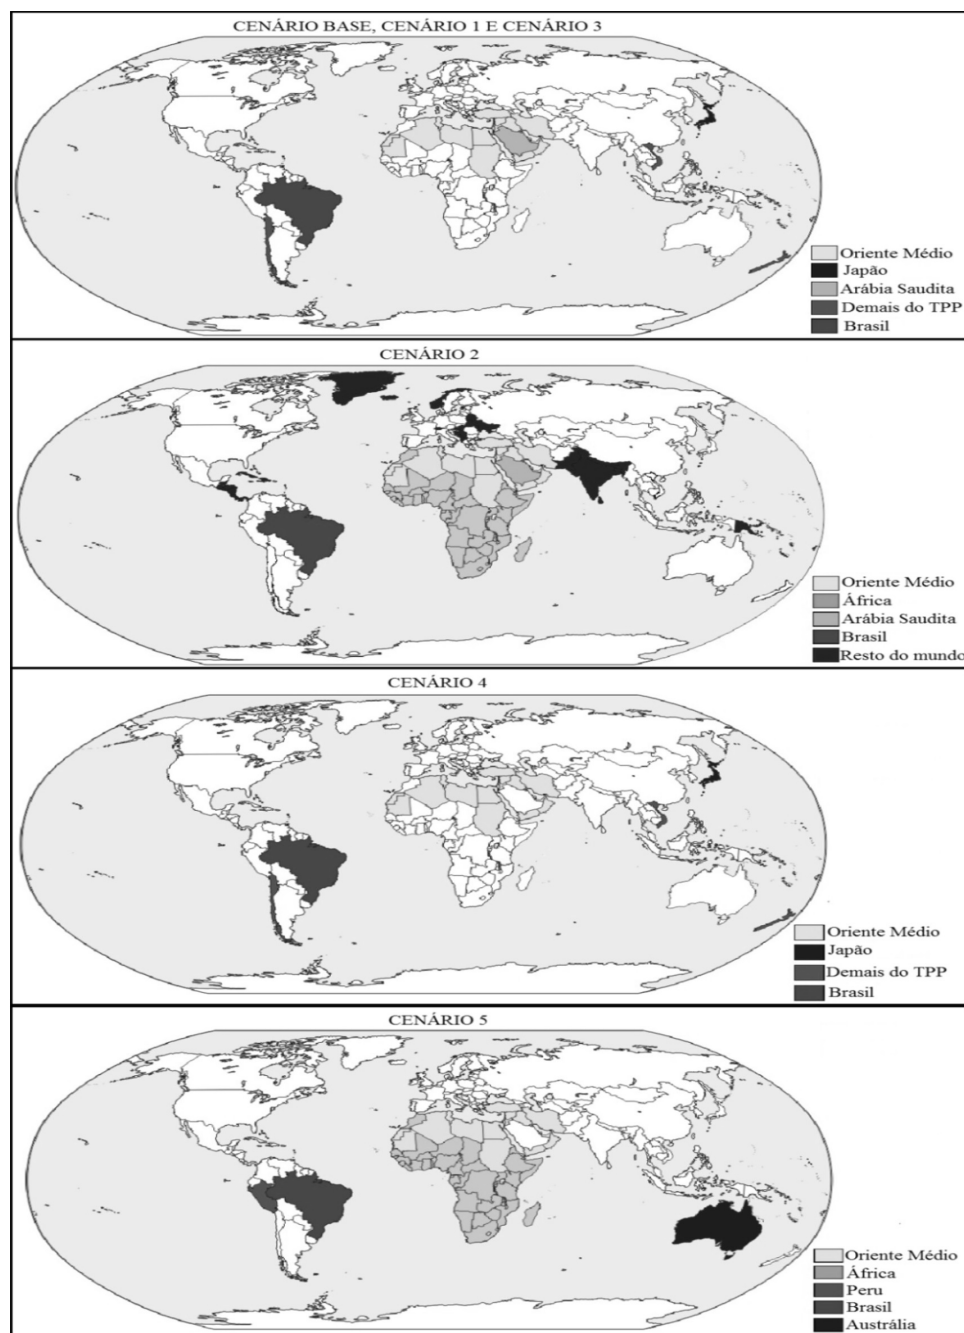 CENÁRIO BASE, CENÁRIO 1 E CENÁRIO 3
Oriente Médio
Japão
Arábia Saudita
Demais do TPP
Brasil
CENÁRIO 2
Oriente Médio
África
Arábia Saudita
Brasil
Resto do mundo
CENÁRIO 4
Oriente Médio
Japão
Demais do TPP
Brasil
CENÁRIO 5
Oriente Médio
África
Peru
Brasil
Austrália